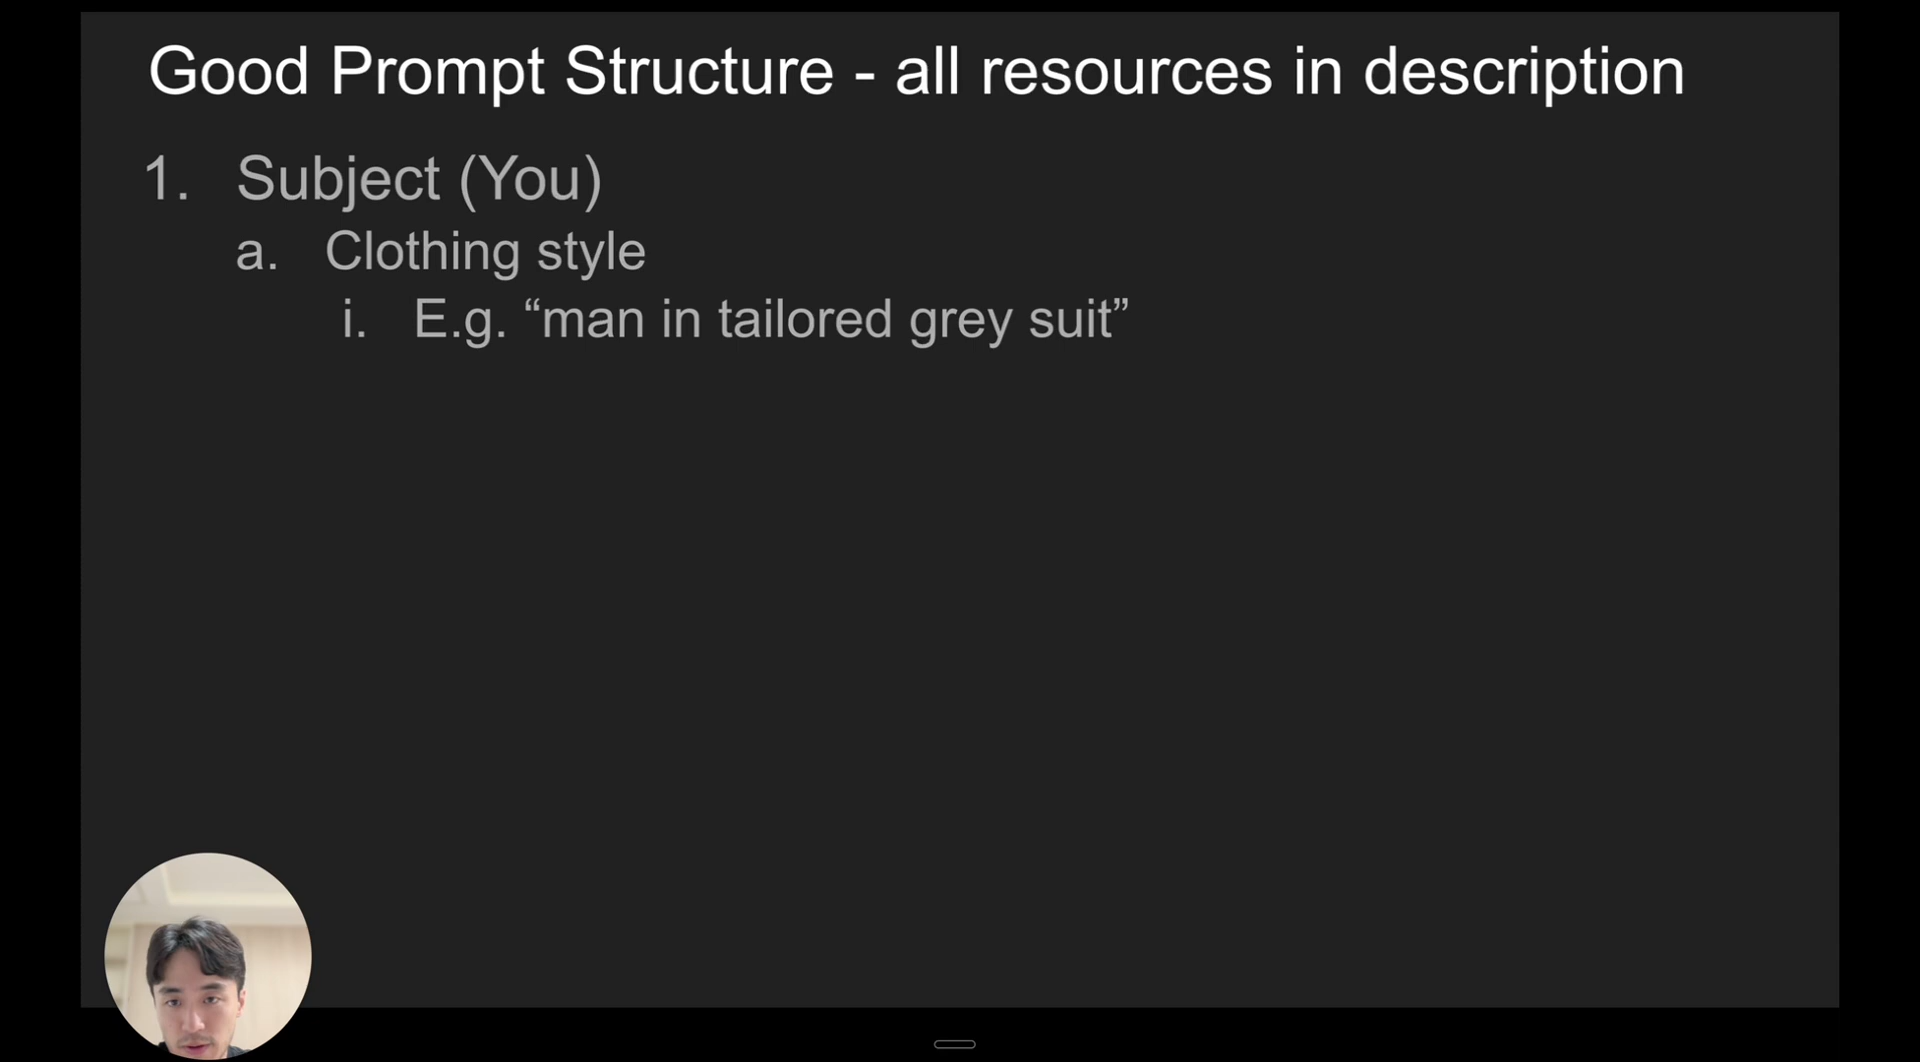 Good Prompt Structure - all resources in description
1. Subject (You)
a. Clothing style
i. E.g. “man in tailored grey suit”